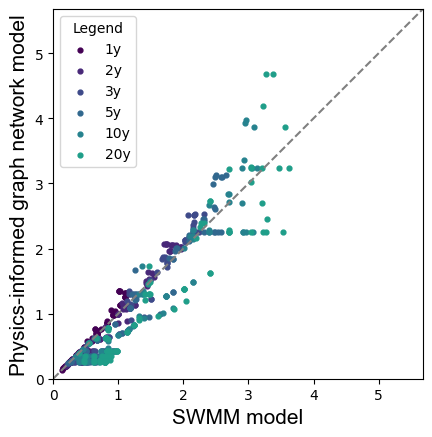 Legend
1y
2y
3y
5y
10y
20y
Physics-informed graph network model
5
4
3
2
1
0
0 1 2 3 4 5
SWMM model